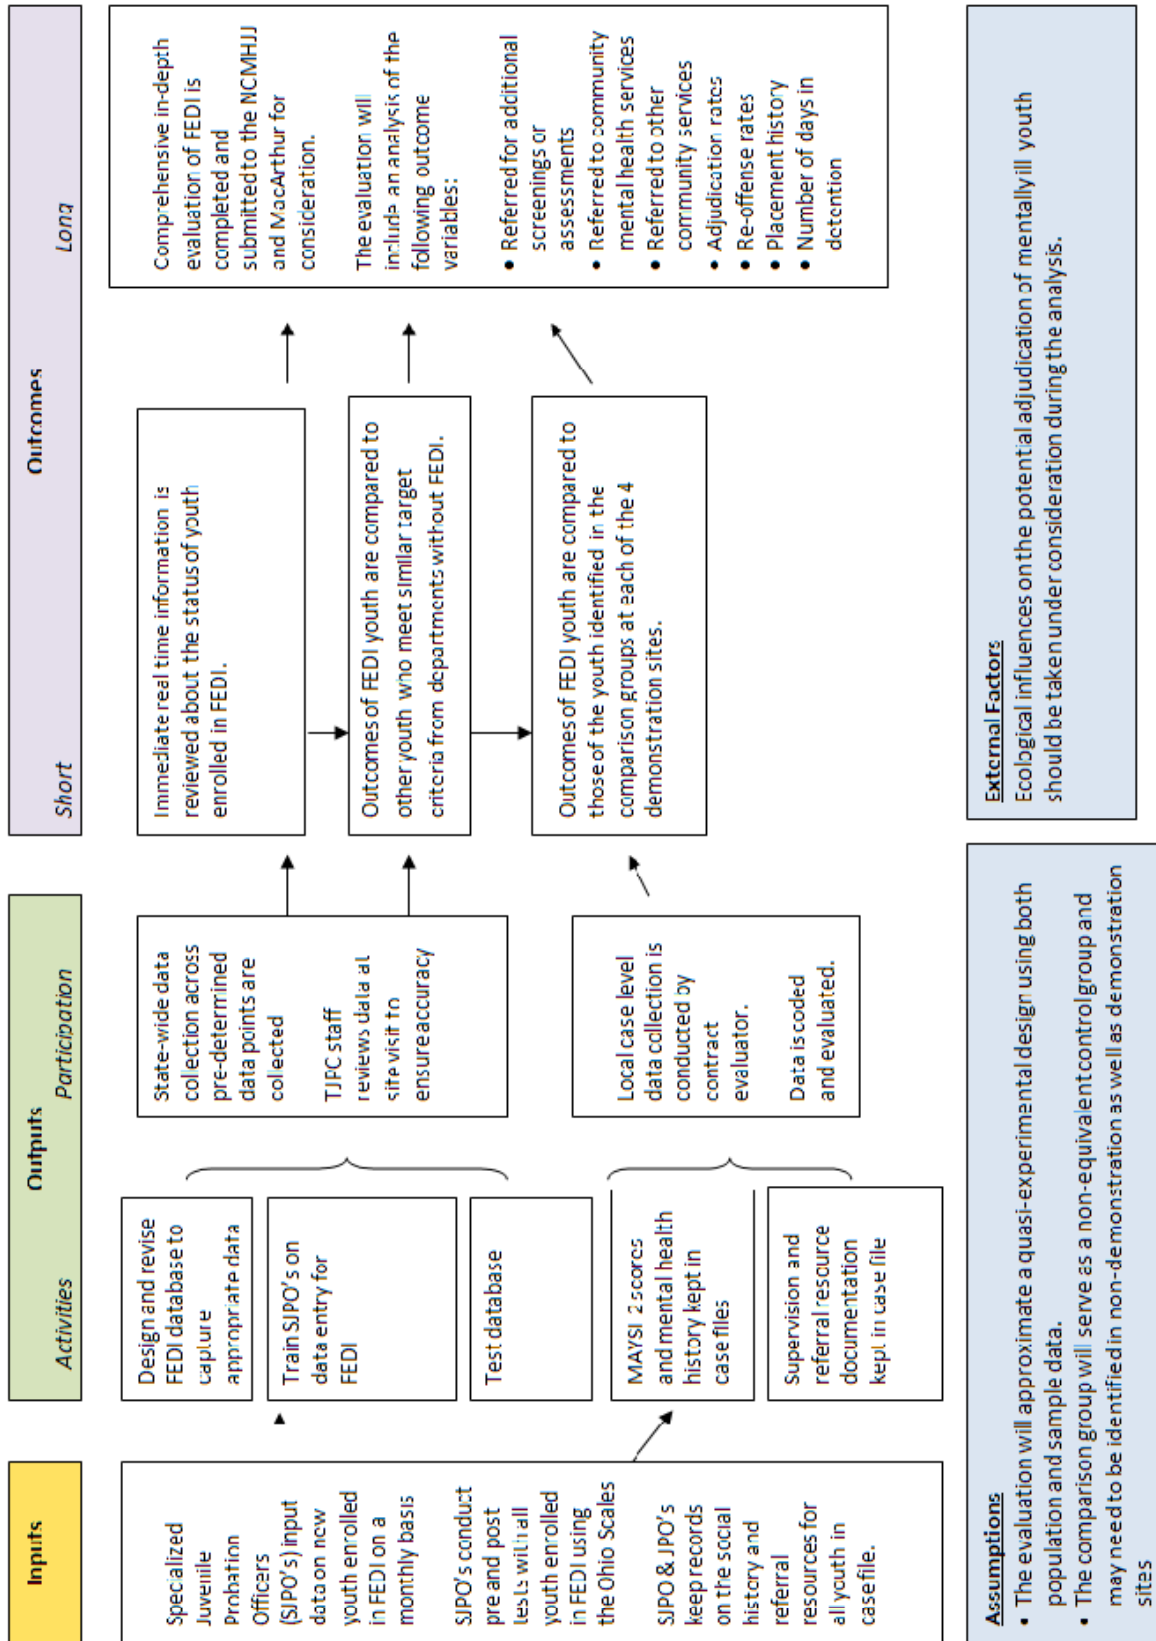 Inputs
Outputs
Activities
Participation
Outcomes
Short
Long
Specialized
Juvenile
Probation
Officers
(SJPO's) input
data on new
youth enrolled
in FEDI on a
monthly basis
SJPO's conduct
pre and post
tests with all
youth enrolled
in FEDI using
the Ohio Scales
SJPO & JPO's
keep records
on the social
history and
referral
resources for
all youth in
case file.
Design and revise
FEDI database to
capture
appropriate data
Train SJPO's on
data entry for
FEDI
Test database
MAYSI 2 scores
and mental health
history kept in
case files
Supervision and
referral resource
documentation
kept in case file
State-wide data
collection across
pre-determined
data points are
collected
TJPC staff
reviews data at
site visit to
ensure accuracy
Local case level
data collection is
conducted by
contract
evaluator.
Data is coded
and evaluated.
Immediate real time information is
reviewed about the status of youth
enrolled in FEDI.
Outcomes of FEDI youth are compared to
other youth who meet similar target
criteria from departments without FEDI.
Outcomes of FEDI youth are compared to
those of the youth identified in the
comparison groups at each of the 4
demonstration sites.
Comprehensive in-depth
evaluation of FEDI is
completed and
submitted to the NCMHJJ
and MacArthur for
consideration.
The evaluation will
include an analysis of the
following outcome
variables:
• Referred for additional
screenings or
assessments
• Referred to community
mental health services
• Referred to other
community services
• Adjudication rates
• Re-offense rates
• Placement history
• Number of days in
detention
Assumptions
• The evaluation will approximate a quasi-experimental design using both
population and sample data.
• The comparison group will serve as a non-equivalent control group and
may need to be identified in non-demonstration as well as demonstration
sites
External Factors
Ecological influences on the potential adjudication of mentally ill youth
should be taken under consideration during the analysis.